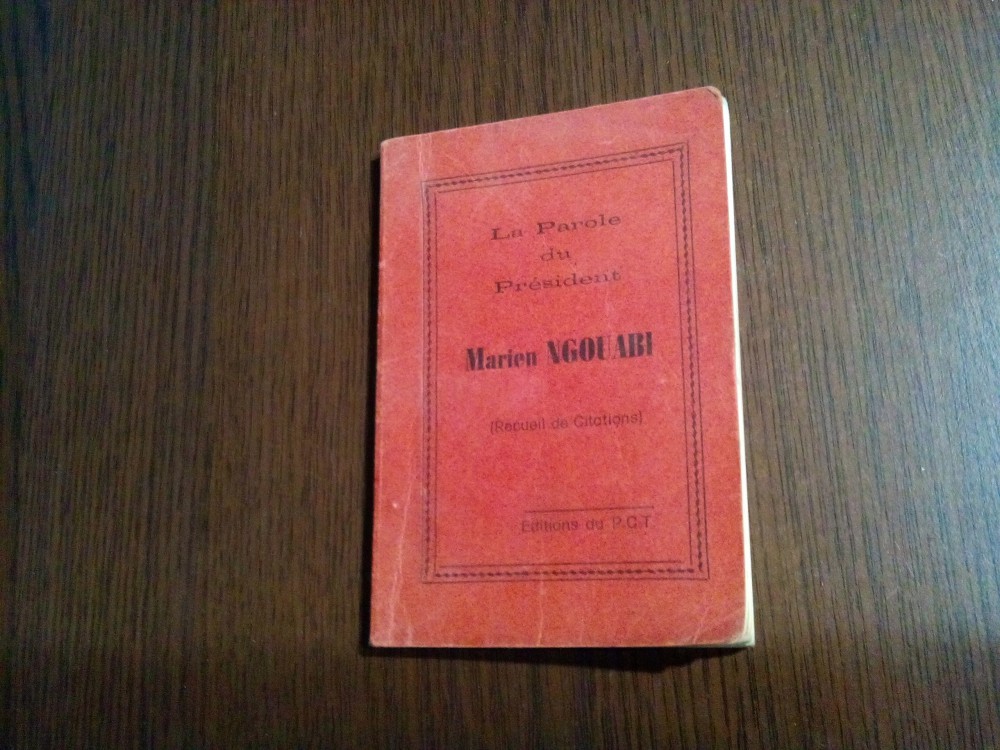 La Parole
du
Président
Marien NGOUABI
(Recueil de Citations)
Editions du P.C.T.